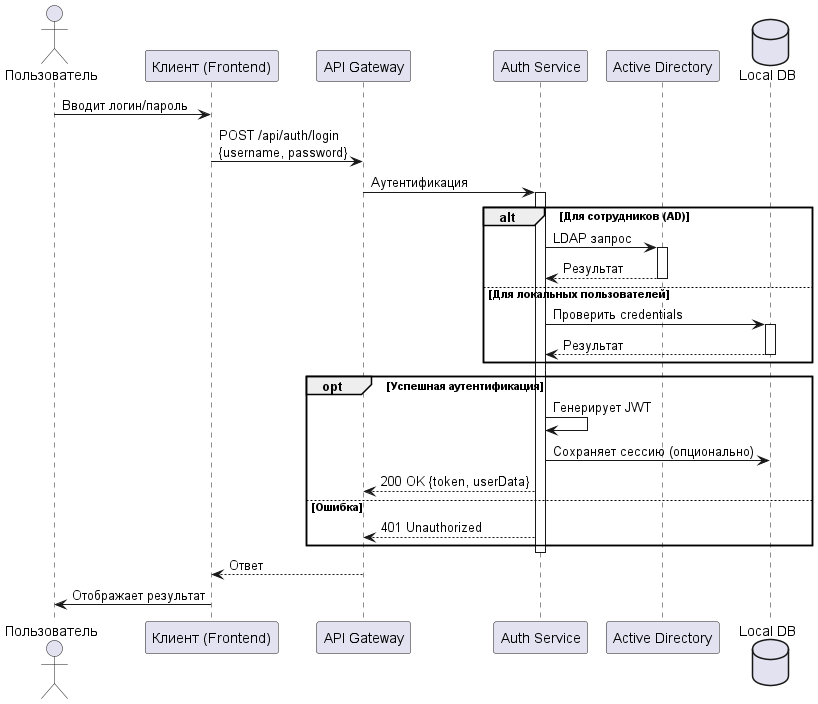 Пользователь
Клиент (Frontend)
API Gateway
Auth Service
Active Directory
Local DB
Вводит логин/пароль
POST /api/auth/login
{username, password}
Аутентификация
alt
[Для сотрудников (AD)]
LDAP запрос
Результат
[Для локальных пользователей]
Проверить credentials
Результат
opt
[Успешная аутентификация]
Генерирует JWT
Сохраняет сессию (опционально)
200 OK {token, userData}
[Ошибка]
401 Unauthorized
Ответ
Отображает результат
Пользователь
Клиент (Frontend)
API Gateway
Auth Service
Active Directory
Local DB